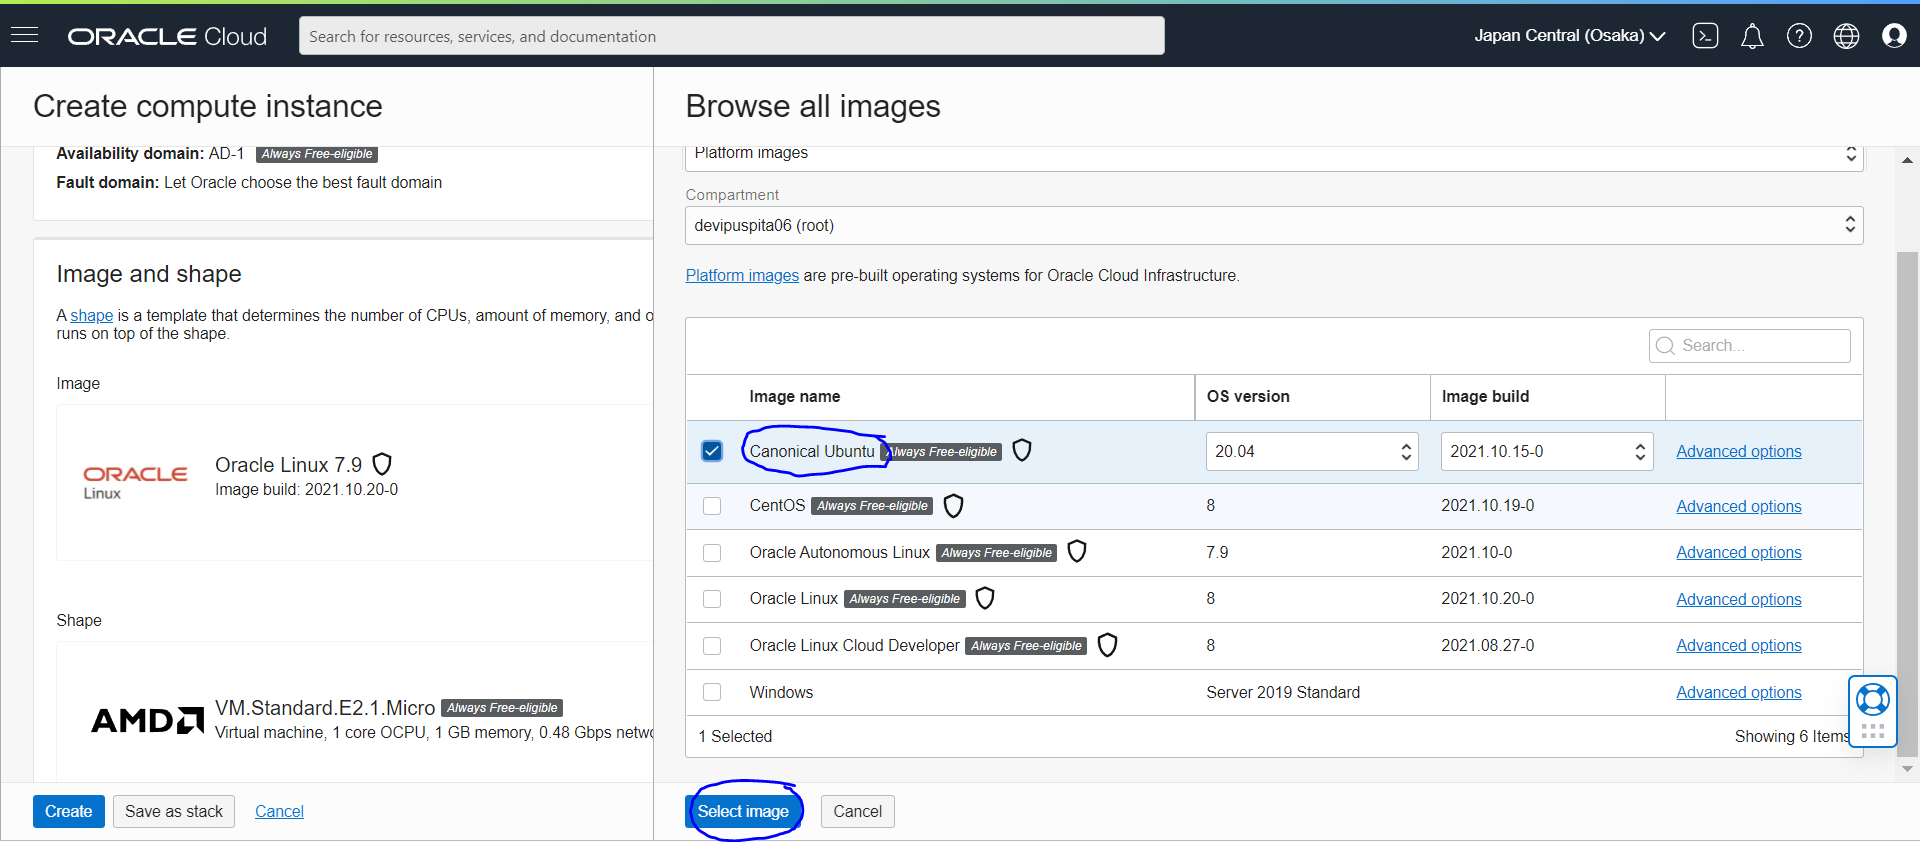 ORACLE Cloud
Search for resources, services, and documentation
Japan Central (Osaka)
Create compute instance
Availability domain: AD-1 Always Free-eligible
Fault domain: Let Oracle choose the best fault domain
Image and shape
A shape is a template that determines the number of CPUs, amount of memory, and o
runs on top of the shape.
Image
ORACLE
Linux
Oracle Linux 7.9
Image build: 2021.10.20-0
Shape
AMD
VM.Standard.E2.1.Micro Always Free-eligible
Virtual machine, 1 core OCPU, 1 GB memory, 0.48 Gbps netwo
Create Save as stack Cancel
Browse all images
Platform images
Compartment
devipuspita06 (root)
Platform images are pre-built operating systems for Oracle Cloud Infrastructure.
Search...
Image name OS version Image build
Canonical Ubuntu Always Free-eligible 20.04 2021.10.15-0 Advanced options
CentOS Always Free-eligible 8 2021.10.19-0 Advanced options
Oracle Autonomous Linux Always Free-eligible 7.9 2021.10-0 Advanced options
Oracle Linux Always Free-eligible 8 2021.10.20-0 Advanced options
Oracle Linux Cloud Developer Always Free-eligible 8 2021.08.27-0 Advanced options
Windows Server 2019 Standard Advanced options
1 Selected Showing 6 Items
Select image Cancel